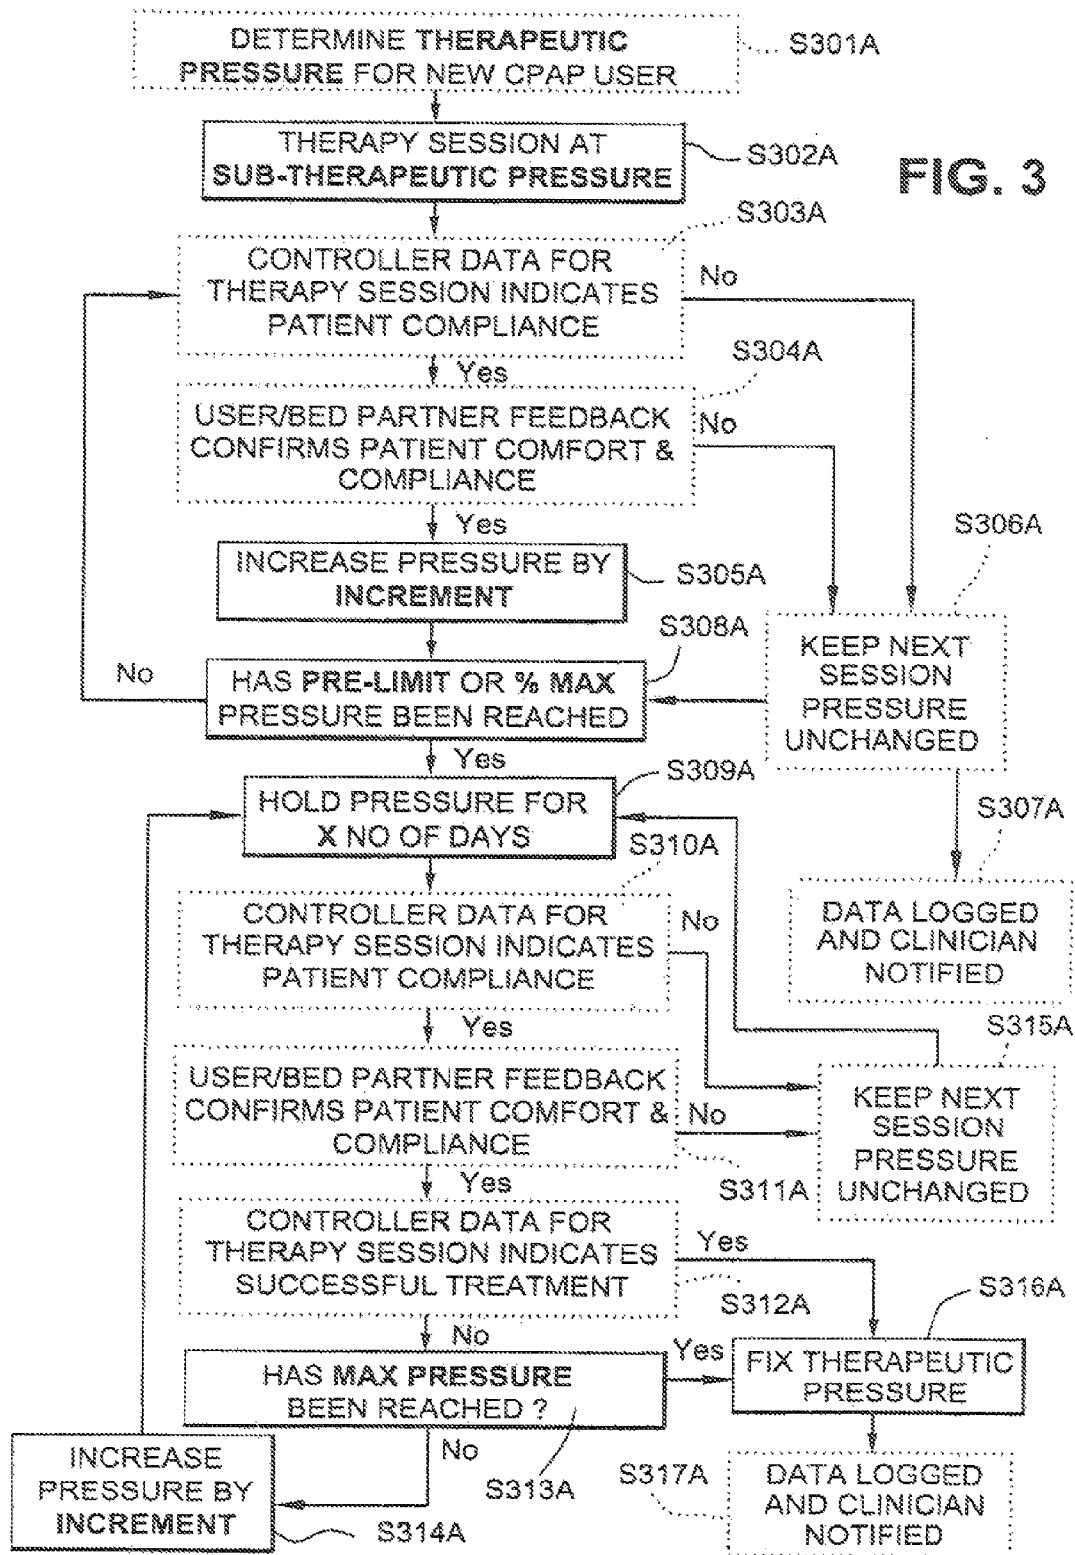 DETERMINE THERAPEUTIC
PRESSURE FOR NEW CPAP USER
S301A
THERAPY SESSION AT
SUB-THERAPEUTIC PRESSURE
S302A
FIG. 3
S303A
CONTROLLER DATA FOR
THERAPY SESSION INDICATES
PATIENT COMPLIANCE
No
Yes
S304A
USER/BED PARTNER FEEDBACK
CONFIRMS PATIENT COMFORT &
COMPLIANCE
No
Yes
S306A
INCREASE PRESSURE BY
INCREMENT
S305A
S308A
KEEP NEXT
SESSION
PRESSURE
UNCHANGED
No
HAS PRE-LIMIT OR % MAX
PRESSURE BEEN REACHED
Yes
S309A
HOLD PRESSURE FOR
X NO OF DAYS
S307A
S310A
DATA LOGGED
AND CLINICIAN
NOTIFIED
CONTROLLER DATA FOR
THERAPY SESSION INDICATES
PATIENT COMPLIANCE
No
Yes
S315A
USER/BED PARTNER FEEDBACK
CONFIRMS PATIENT COMFORT &
COMPLIANCE
No
KEEP NEXT
SESSION
PRESSURE
UNCHANGED
Yes
S311A
CONTROLLER DATA FOR
THERAPY SESSION INDICATES
SUCCESSFUL TREATMENT
Yes
S312A
S316A
No
HAS MAX PRESSURE
BEEN REACHED ?
Yes
FIX THERAPEUTIC
PRESSURE
No
S313A
INCREASE
PRESSURE BY
INCREMENT
S314A
S317A
DATA LOGGED
AND CLINICIAN
NOTIFIED